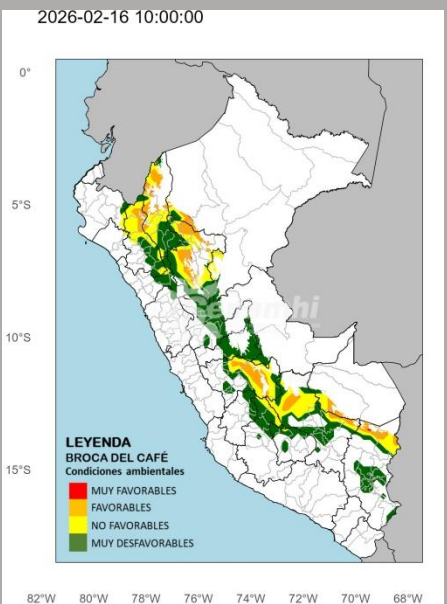 2026-02-16 10:00:00
0°
5°S
10°S
15°S
senamhi
LEYENDA
BROCA DEL CAFÉ
Condiciones ambientales
MUY FAVORABLES
FAVORABLES
NO FAVORABLES
MUY DESFAVORABLES
82°W 80°W 78°W 76°W 74°W 72°W 70°W 68°W